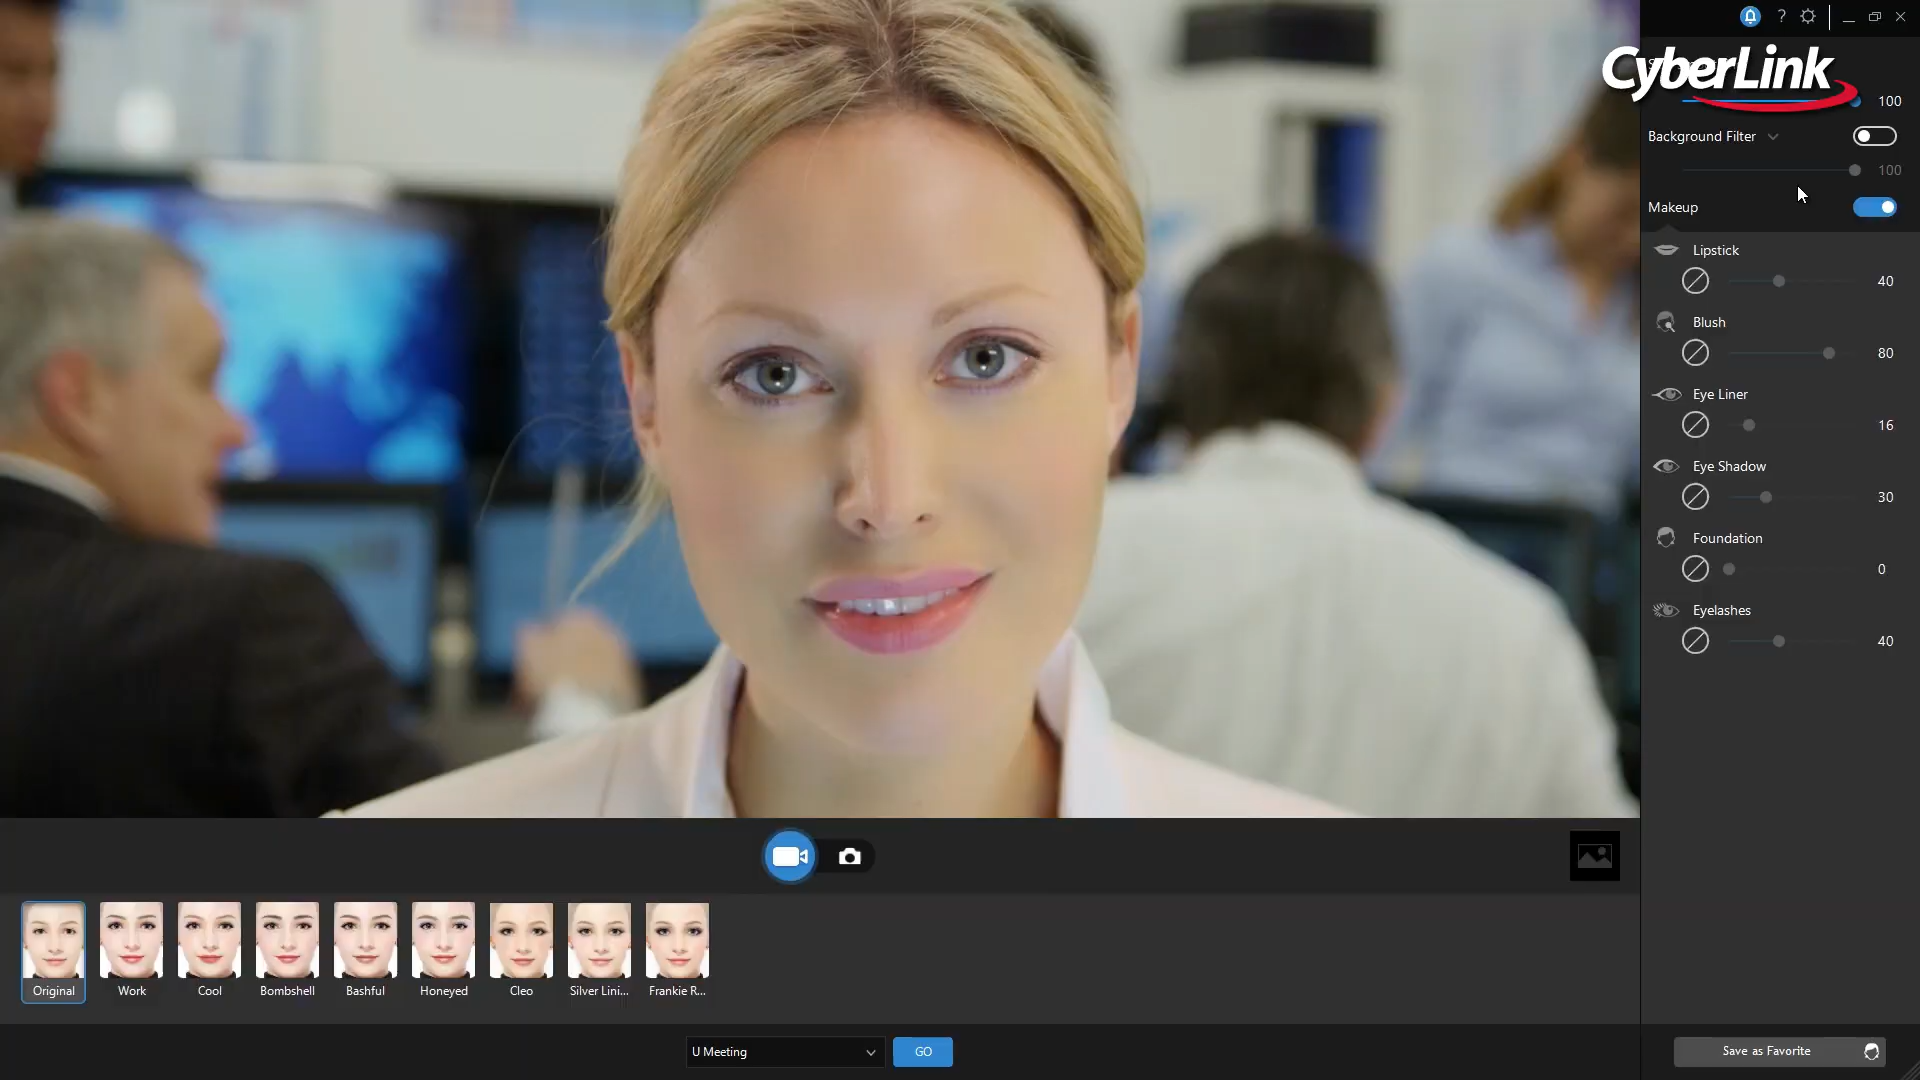 CyberLink
100
Background Filter
100
Makeup
Lipstick
40
Blush
80
Eye Liner
16
Eye Shadow
30
Foundation
0
Eyelashes
40
Original
Work
Cool
Bombshell
Bashful
Honeyed
Cleo
Silver Lini...
Frankie R...
U Meeting
GO
Save as Favorite